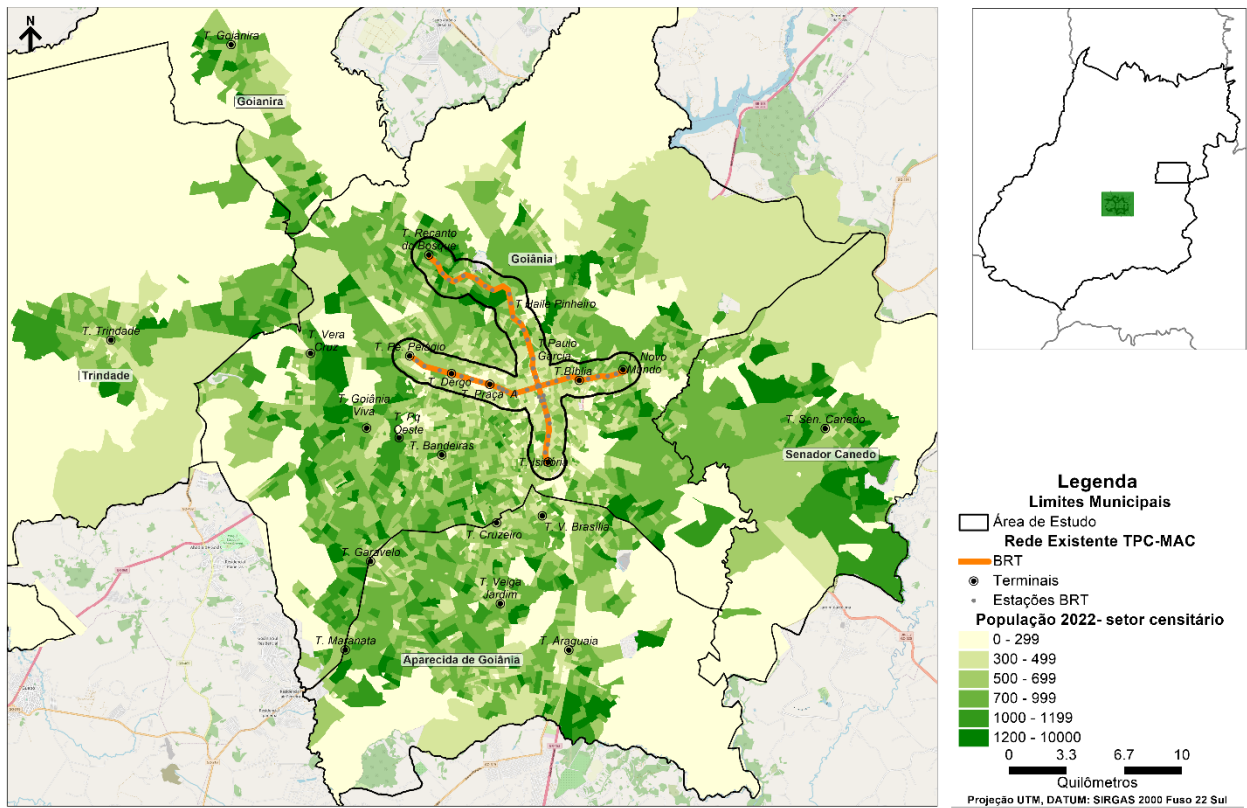 N
T. Goianira
Goianira
T. Recanto
do Bosque
Goiânia
T Haile Pinheiro
T. Trindade
Trindade
T. Vera
Cruz
T. Pe. Pelágio
T.Paulo
Garcia
T. Novo
Mundo
T. Dergo
T.Bíblia
T. Praça A
T. Goiânia
Viva
T. Pq
Oeste
T. Bandeiras
T. Isidória
T. Sen. Canedo
Senador Canedo
T. V. Brasília
T. Cruzeiro
T. Garavelo
T. Veiga
Jardim
T. Maranata
T. Araguaia
Aparecida de Goiânia
Legenda
Limites Municipais
Área de Estudo
Rede Existente TPC-MAC
BRT
Terminais
Estações BRT
População 2022- setor censitário
0 - 299
300 - 499
500 - 699
700 - 999
1000 - 1199
1200 - 10000
0 3.3 6.7 10
Quilômetros
Projeção UTM, DATUM: SIRGAS 2000 Fuso 22 Sul